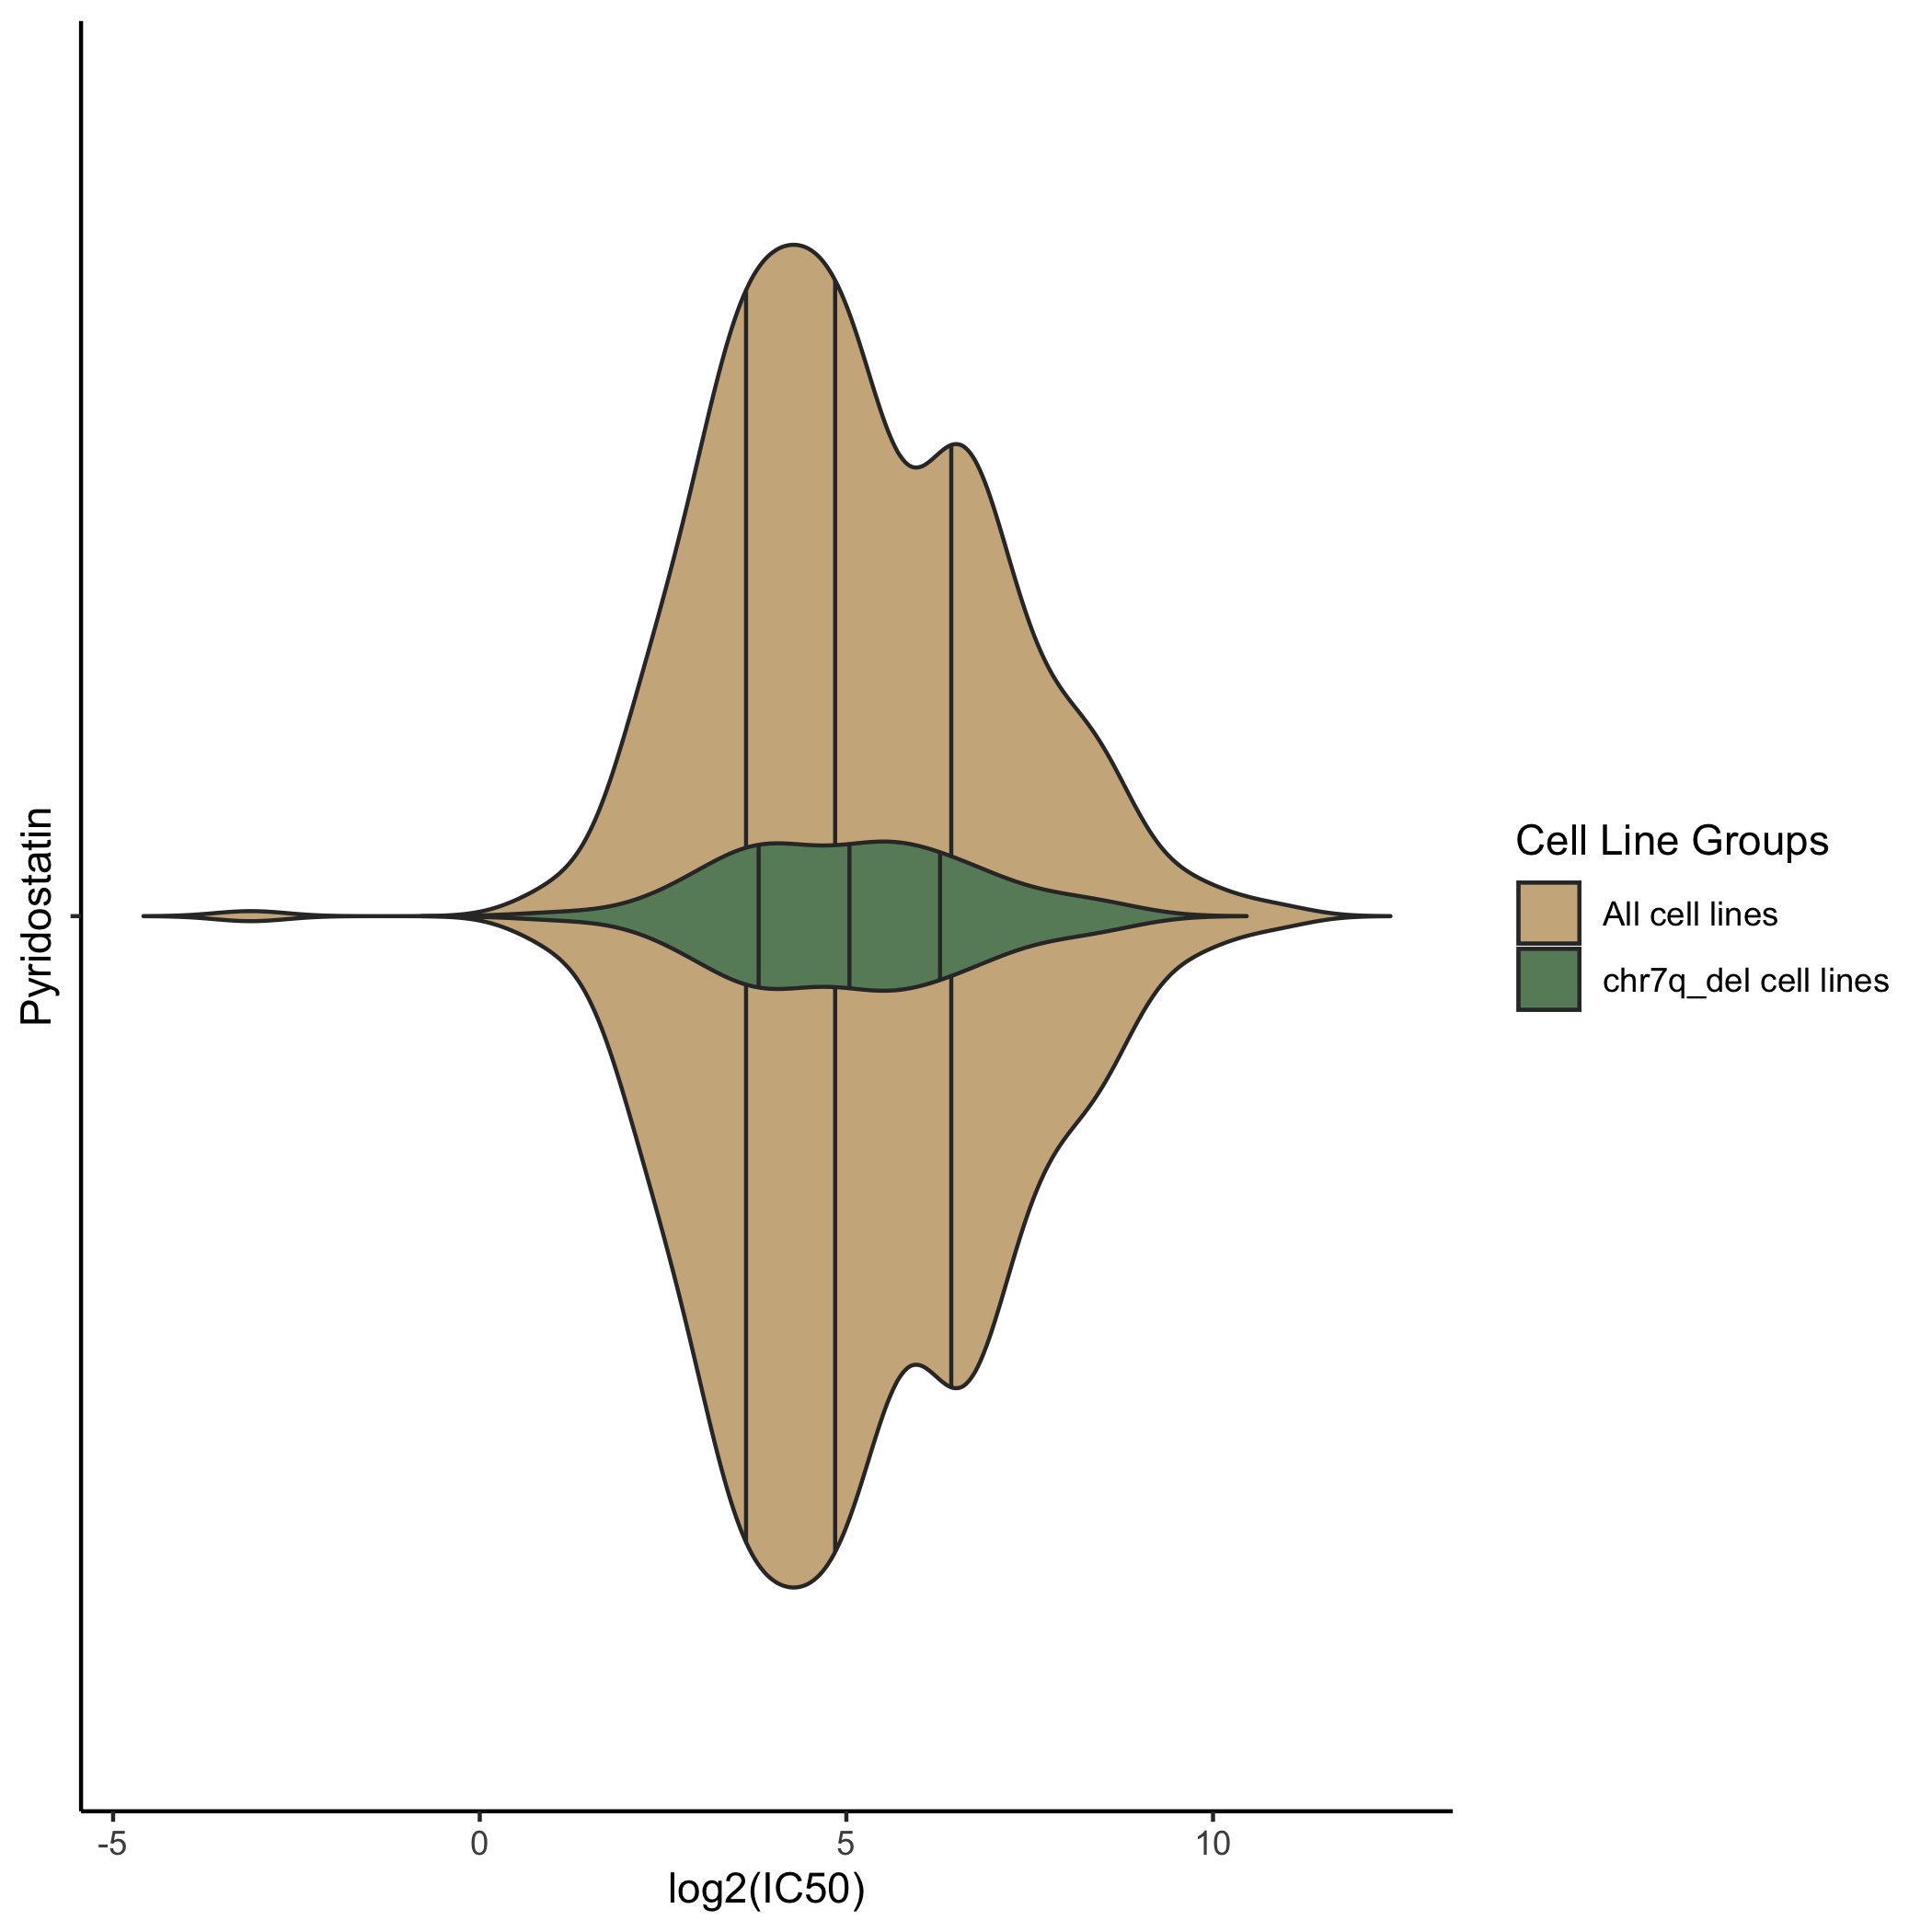 Pyridostatin
-5
0
5
10
log2(IC50)
Cell Line Groups
All cell lines
chr7q_del cell lines